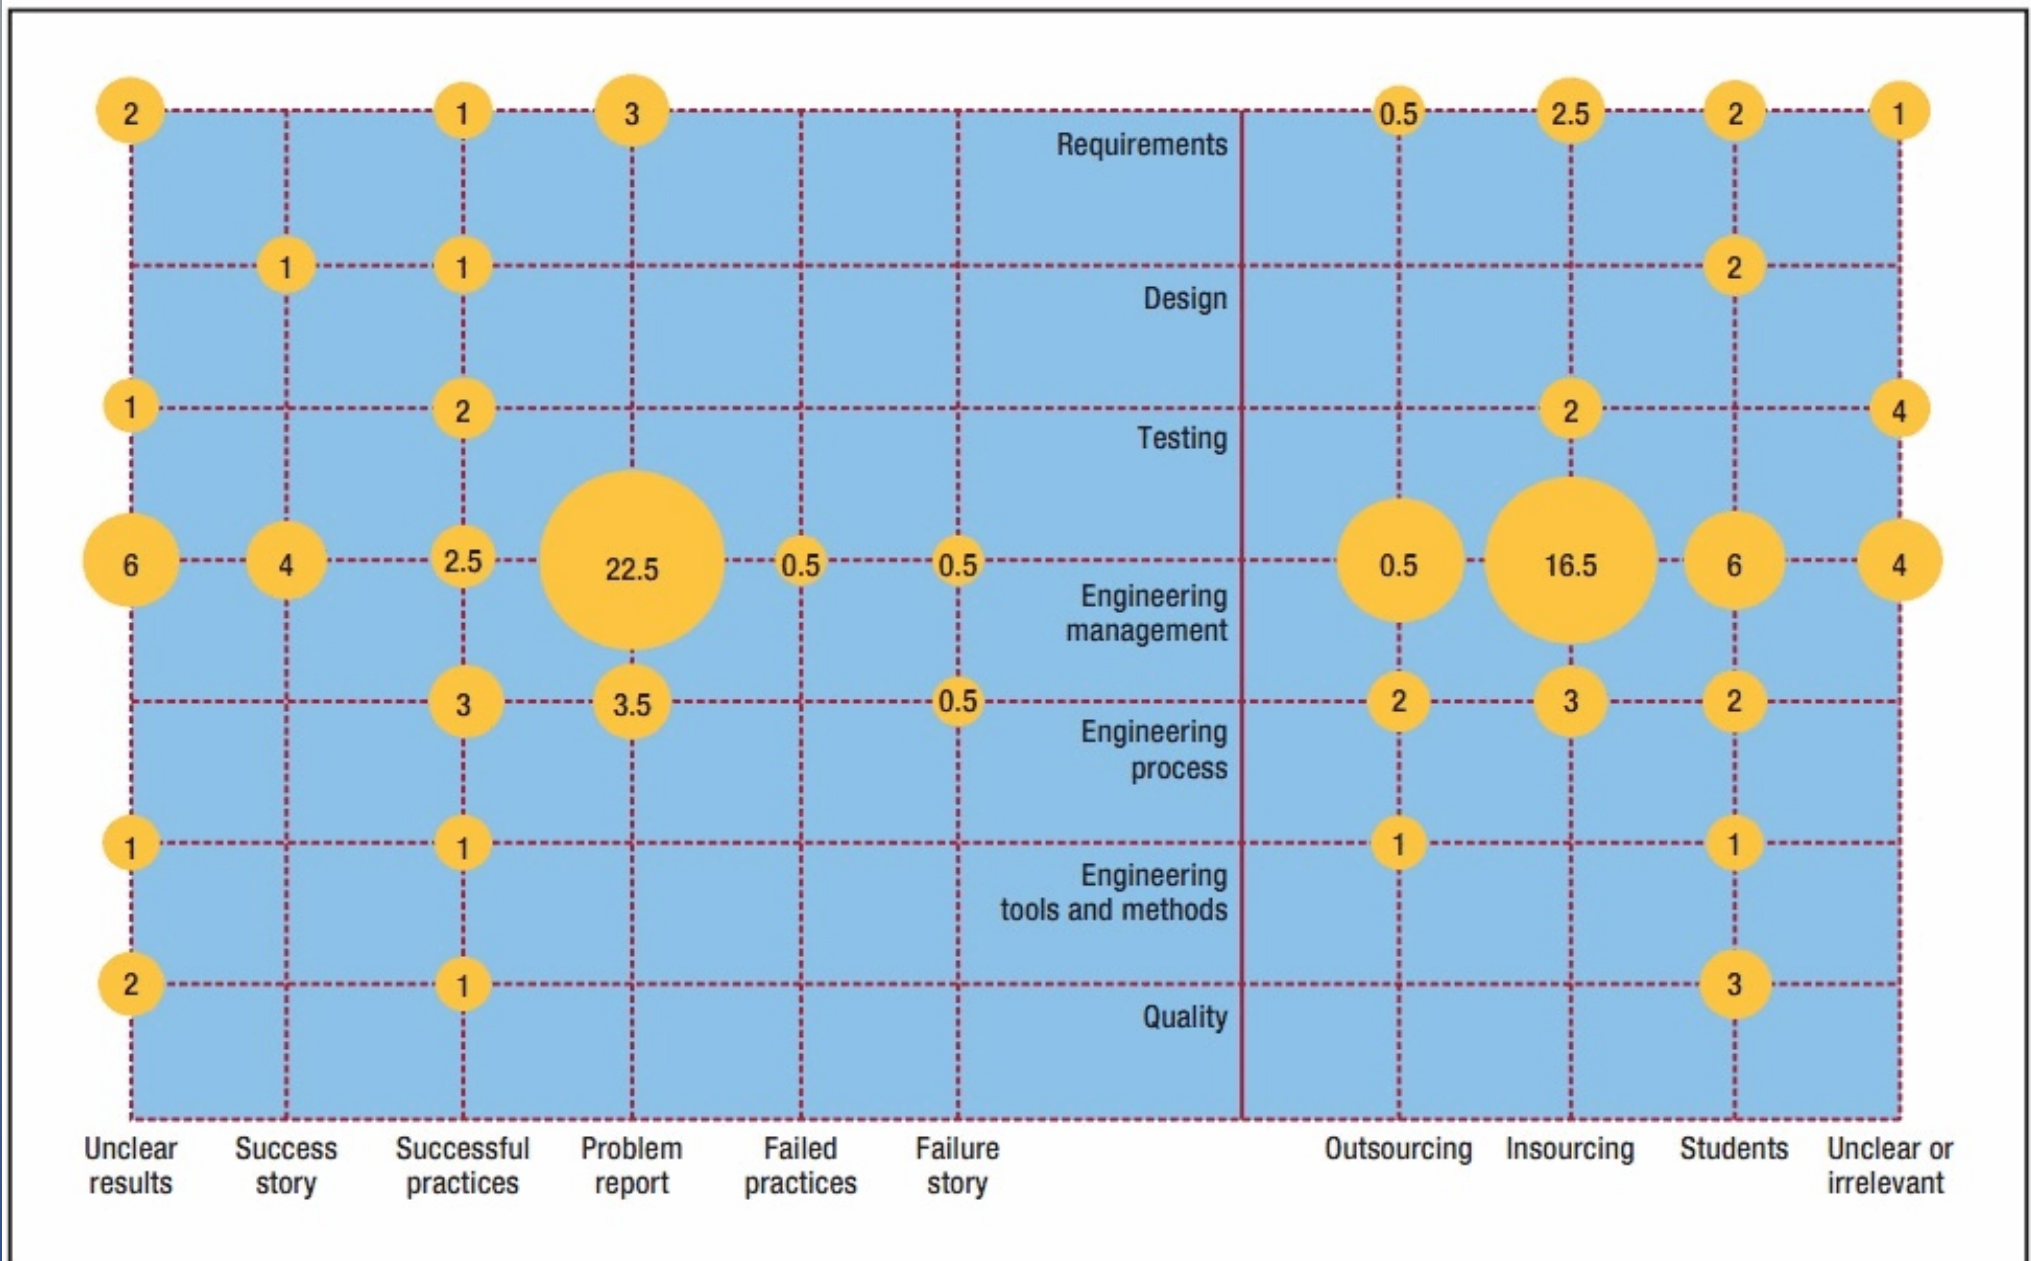 2 1 3 0.5 2.5 2 1
Requirements
1 1 2
Design
1 2 2 4
Testing
6 4 2.5 22.5 0.5 0.5 0.5 16.5 6 4
Engineering
management
3 3.5 0.5 2 3 2
Engineering
process
1 1 1 1
Engineering
tools and methods
2 1 3
Quality
Unclear results
Success story
Successful practices
Problem report
Failed practices
Failure story
Outsourcing
Insourcing
Students
Unclear or irrelevant